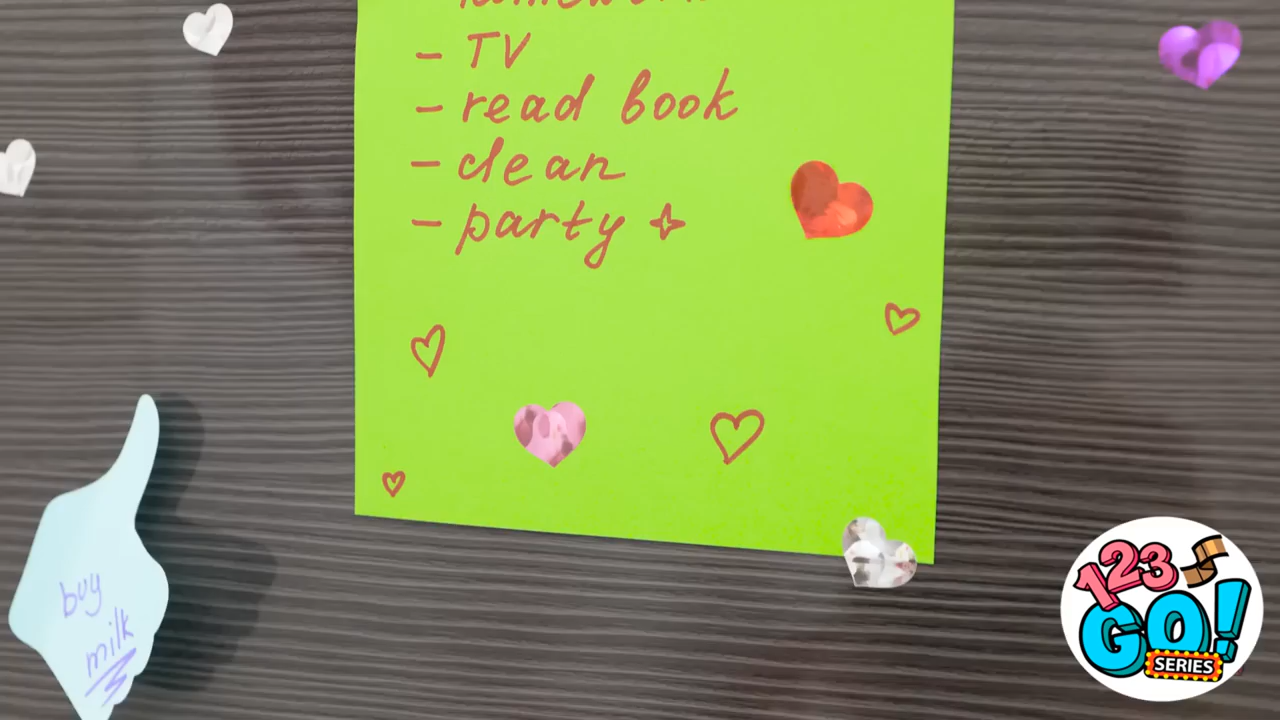 - TV
- read book
- clean
- party
buy
milk
123
GO!
SERIES